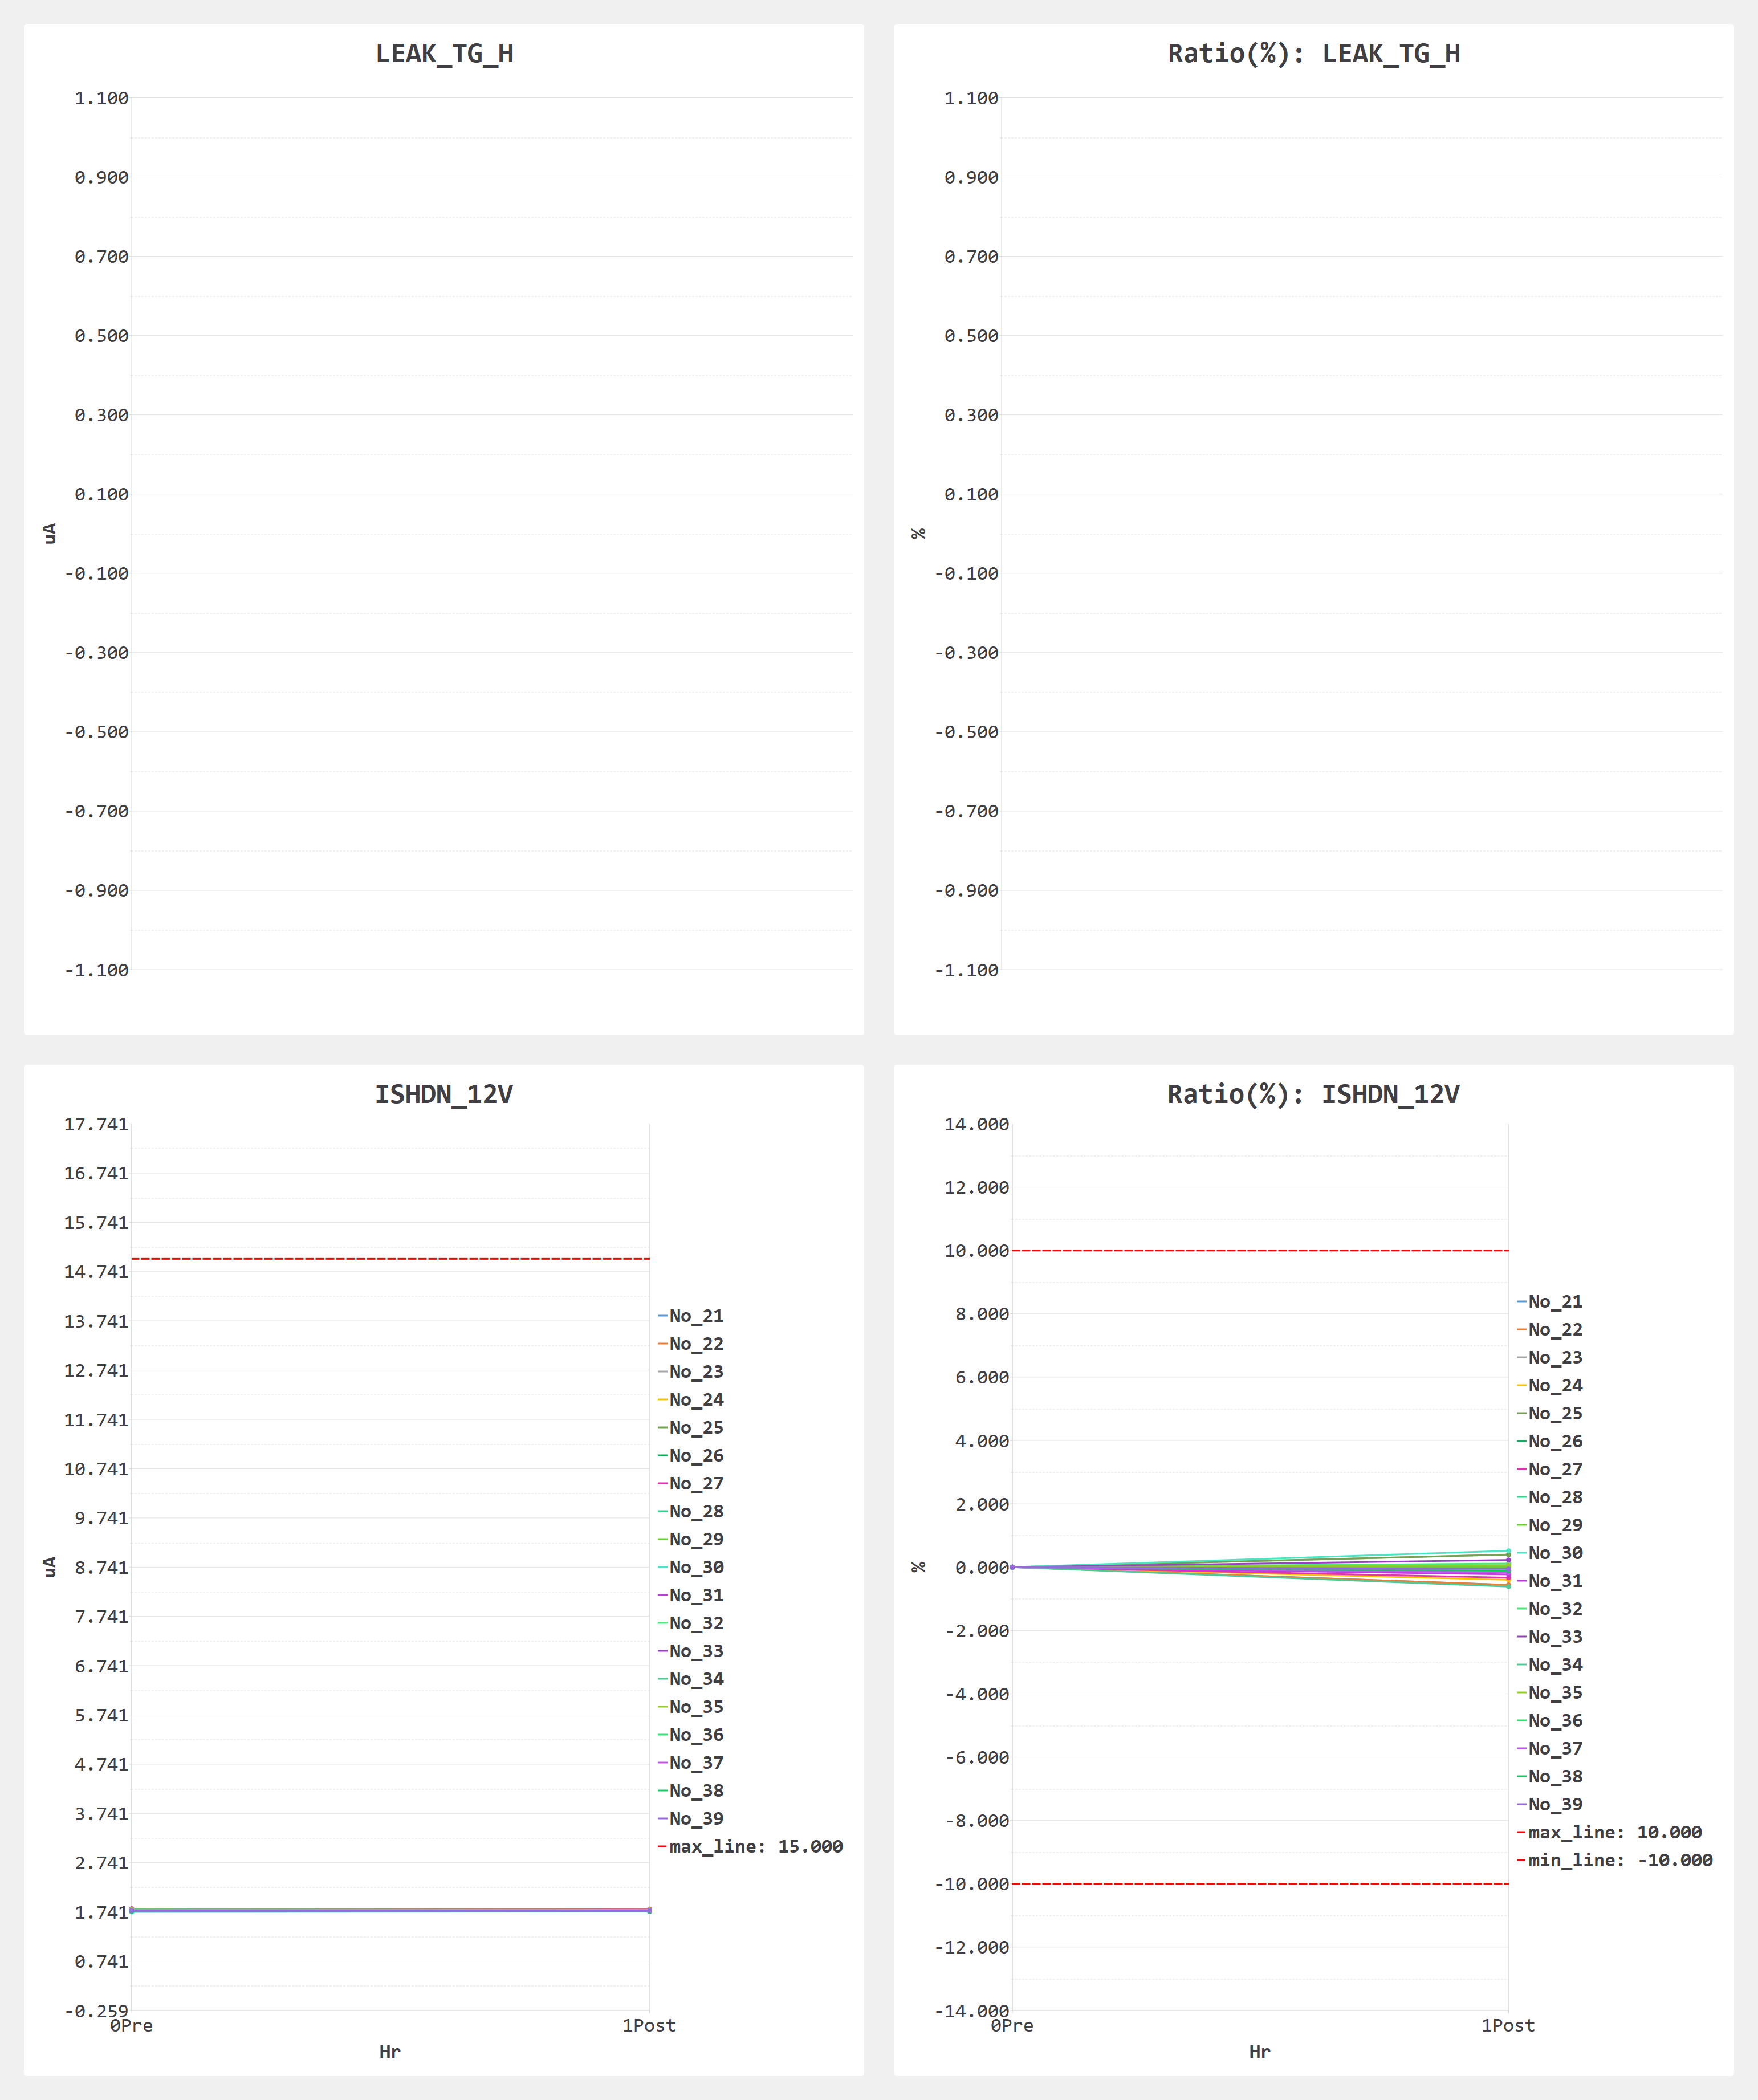 LEAK_TG_H
1.100
0.900
0.700
0.500
0.300
0.100
-0.100
-0.300
-0.500
-0.700
-0.900
-1.100
uA
Ratio(%): LEAK_TG_H
1.100
0.900
0.700
0.500
0.300
0.100
-0.100
-0.300
-0.500
-0.700
-0.900
-1.100
%
ISHDN_12V
17.741
16.741
15.741
14.741
13.741
12.741
11.741
10.741
9.741
8.741
7.741
6.741
5.741
4.741
3.741
2.741
1.741
0.741
-0.259
uA
0Pre
1Post
Hr
No_21
No_22
No_23
No_24
No_25
No_26
No_27
No_28
No_29
No_30
No_31
No_32
No_33
No_34
No_35
No_36
No_37
No_38
No_39
max_line: 15.000
Ratio(%): ISHDN_12V
14.000
12.000
10.000
8.000
6.000
4.000
2.000
0.000
-2.000
-4.000
-6.000
-8.000
-10.000
-12.000
-14.000
%
0Pre
1Post
Hr
No_21
No_22
No_23
No_24
No_25
No_26
No_27
No_28
No_29
No_30
No_31
No_32
No_33
No_34
No_35
No_36
No_37
No_38
No_39
max_line: 10.000
min_line: -10.000